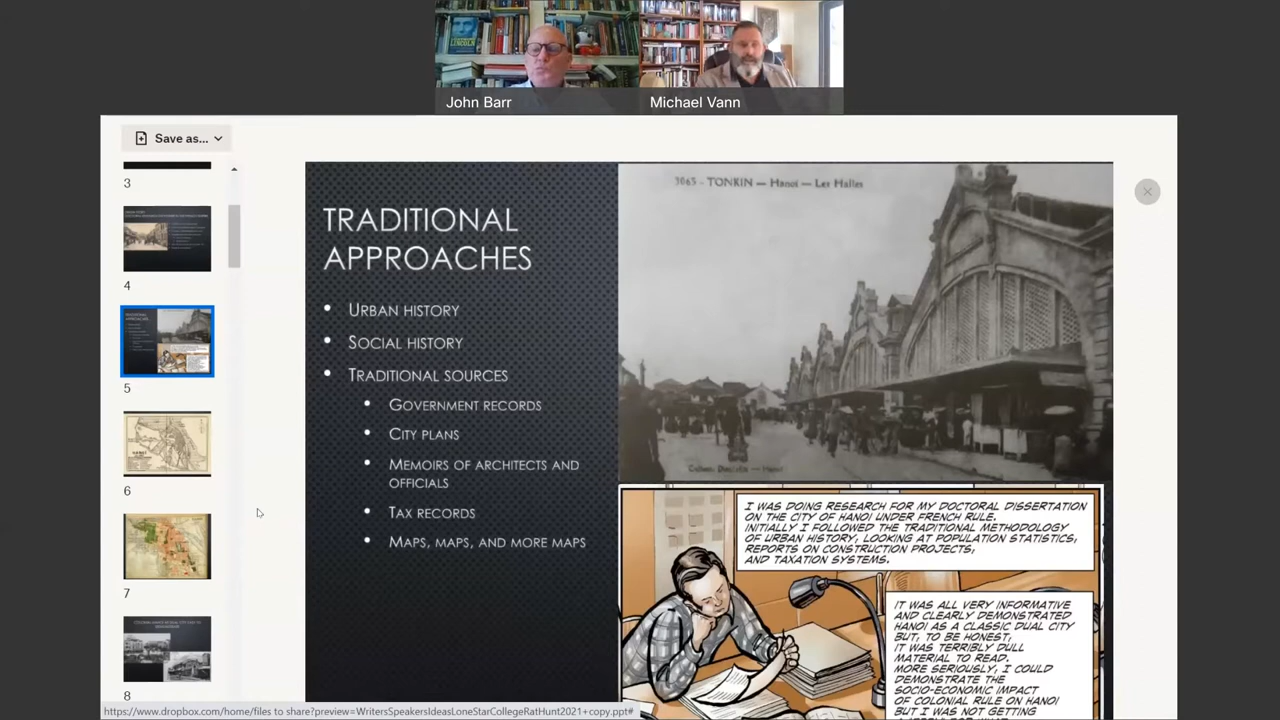 John Barr
Michael Vann
Save as...
3
4
5
6
7
8
TRADITIONAL
APPROACHES
• URBAN HISTORY
• SOCIAL HISTORY
• TRADITIONAL SOURCES
• GOVERNMENT RECORDS
• CITY PLANS
• MEMOIRS OF ARCHITECTS AND
OFFICIALS
• TAX RECORDS
• MAPS, MAPS, AND MORE MAPS
3063 - TONKIN — Hanoi — Les Halles
I WAS DOING RESEARCH FOR MY DOCTORAL DISSERTATION
ON THE CITY OF HANOI UNDER FRENCH RULE.
INITIALLY I FOLLOWED THE TRADITIONAL METHODOLOGY
OF URBAN HISTORY; LOOKING AT POPULATION STATISTICS;
REPORTS ON CONSTRUCTION PROJECTS;
AND TAXATION SYSTEMS.
IT WAS ALL VERY INFORMATIVE
AND CLEARLY DEMONSTRATED
HANOI AS A CLASSIC DUAL CITY
BUT; TO BE HONEST;
IT WAS TERRIBLY DULL
MATERIAL TO READ.
MORE SERIOUSLY, I COULD
DEMONSTRATE THE
SOCIO-ECONOMIC IMPACT
OF COLONIAL RULE ON HANOI
BUT I WAS NOT GETTING
https://www.dropbox.com/home/files to share?preview=WritersSpeakersIdeasLoneStarCollegeRatHunt2021+copy.ppt#